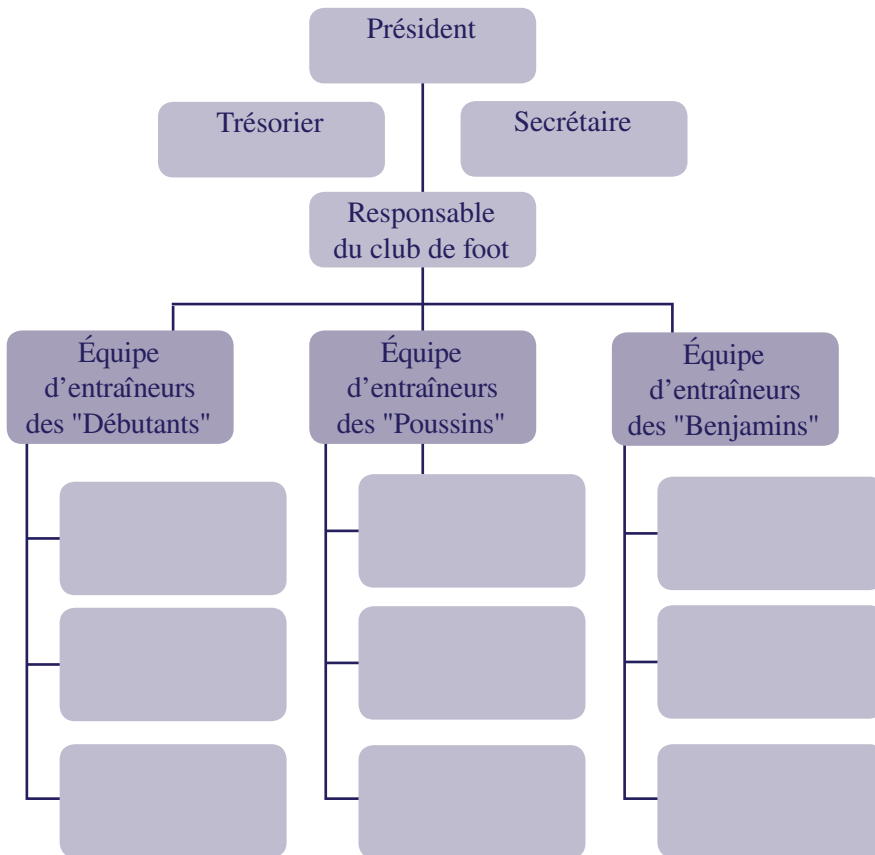 Président
Trésorier
Secrétaire
Responsable
du club de foot
Équipe
d’entraîneurs
des "Débutants"
Équipe
d’entraîneurs
des "Poussins"
Équipe
d’entraîneurs
des "Benjamins"